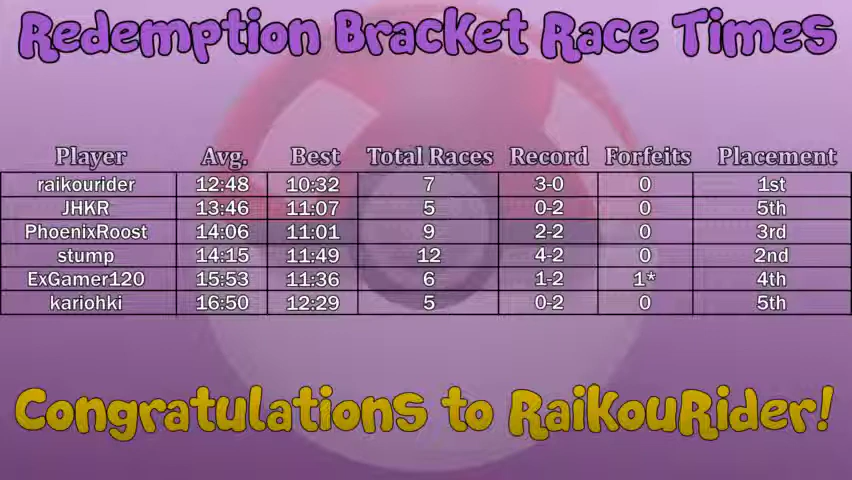 Redemption Bracket Race Times
Player Avg. Best Total Races Record Forfeits Placement
raikourider 12:48 10:32 7 3-0 0 1st
JHKR 13:46 11:07 5 0-2 0 5th
PhoenixRoost 14:06 11:01 9 2-2 0 3rd
stump 14:15 11:49 12 4-2 0 2nd
ExGamer120 15:53 11:36 6 1-2 1* 4th
kariohki 16:50 12:29 5 0-2 0 5th
Congratulations to RaikouRider!